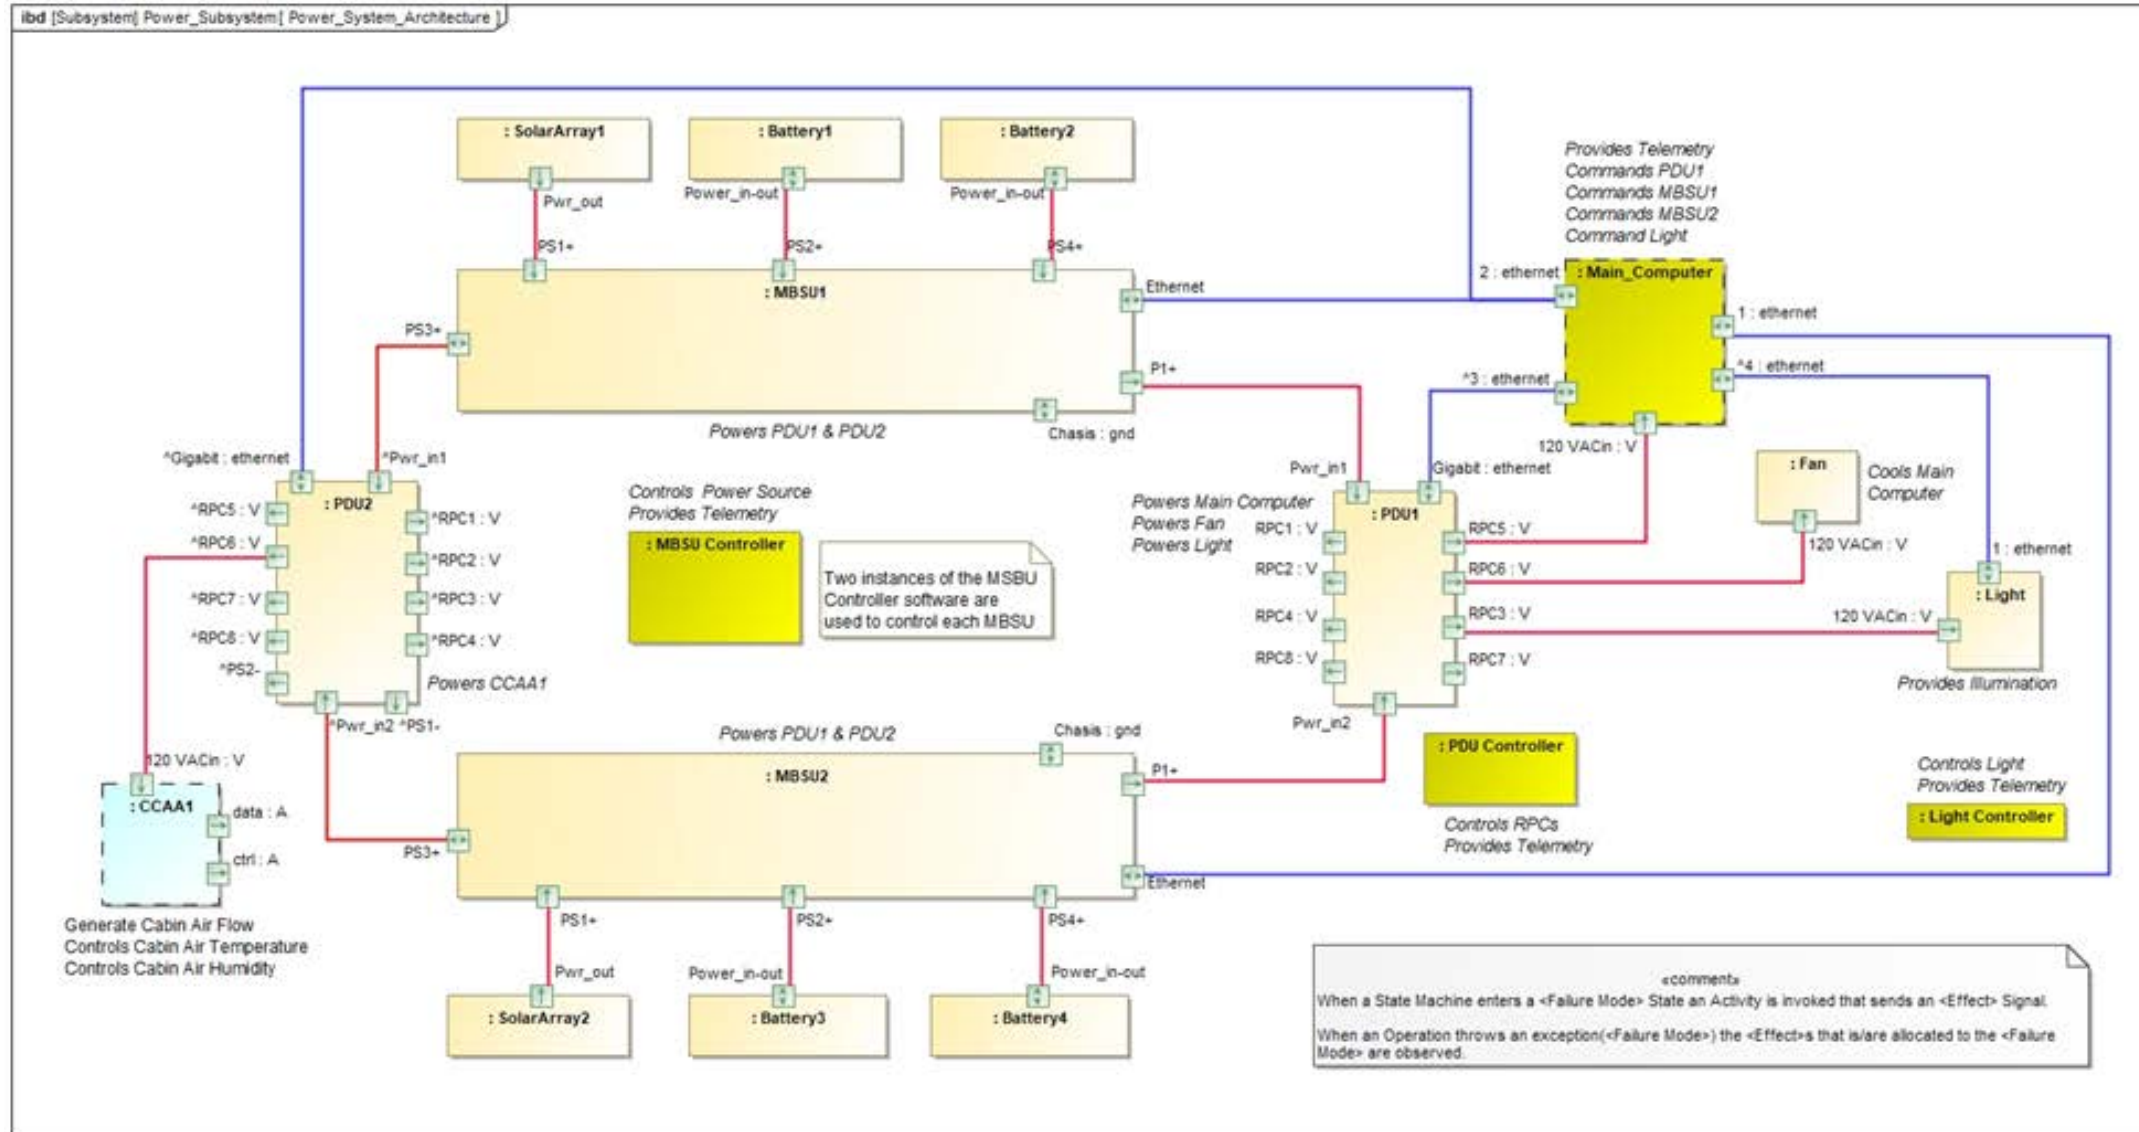 ibd [Subsystem] Power_Subsystem[ Power_System_Architecture ]
: SolarArray1
Pwr_out
PS1+
: Battery1
Power_in-out
PS2+
: Battery2
Power_in-out
PS4+
Provides Telemetry
Commands PDU1
Commands MBSU1
Commands MBSU2
Command Light
: MBSU1
Ethernet
PS3+
P1+
Chasis : gnd
Powers PDU1 & PDU2
2 : ethernet
: Main_Computer
1 : ethernet
^3 : ethernet
^4 : ethernet
120 VACin : V
^Gigabit : ethernet
^Pwr_in1
: PDU2
^RPC5 : V
^RPC6 : V
^RPC7 : V
^RPC8 : V
^PS2-
^RPC1 : V
^RPC2 : V
^RPC3 : V
^RPC4 : V
Powers CCAA1
^Pwr_in2
^PS1-
Controls Power Source
Provides Telemetry
: MBSU Controller
Two instances of the MSBU
Controller software are
used to control each MBSU
Pwr_in1
Gigabit : ethernet
Powers Main Computer
Powers Fan
Powers Light
: PDU1
RPC1 : V
RPC2 : V
RPC4 : V
RPC8 : V
RPC5 : V
RPC6 : V
RPC3 : V
RPC7 : V
Pwr_in2
: Fan
Cools Main
Computer
120 VACin : V
1 : ethernet
: Light
120 VACin : V
Provides Illumination
120 VACin : V
: CCAA1
data : A
ctrl : A
Generate Cabin Air Flow
Controls Cabin Air Temperature
Controls Cabin Air Humidity
Powers PDU1 & PDU2
Chasis : gnd
: MBSU2
P1+
PS3+
Ethernet
PS1+
PS2+
PS4+
Pwr_out
Power_in-out
Power_in-out
: SolarArray2
: Battery3
: Battery4
: PDU Controller
Controls RPCs
Provides Telemetry
Controls Light
Provides Telemetry
: Light Controller
«comment»
When a State Machine enters a <Failure Mode> State an Activity is invoked that sends an <Effect> Signal.
When an Operation throws an exception(<Failure Mode>) the <Effect>s that is/are allocated to the <Failure
Mode> are observed.